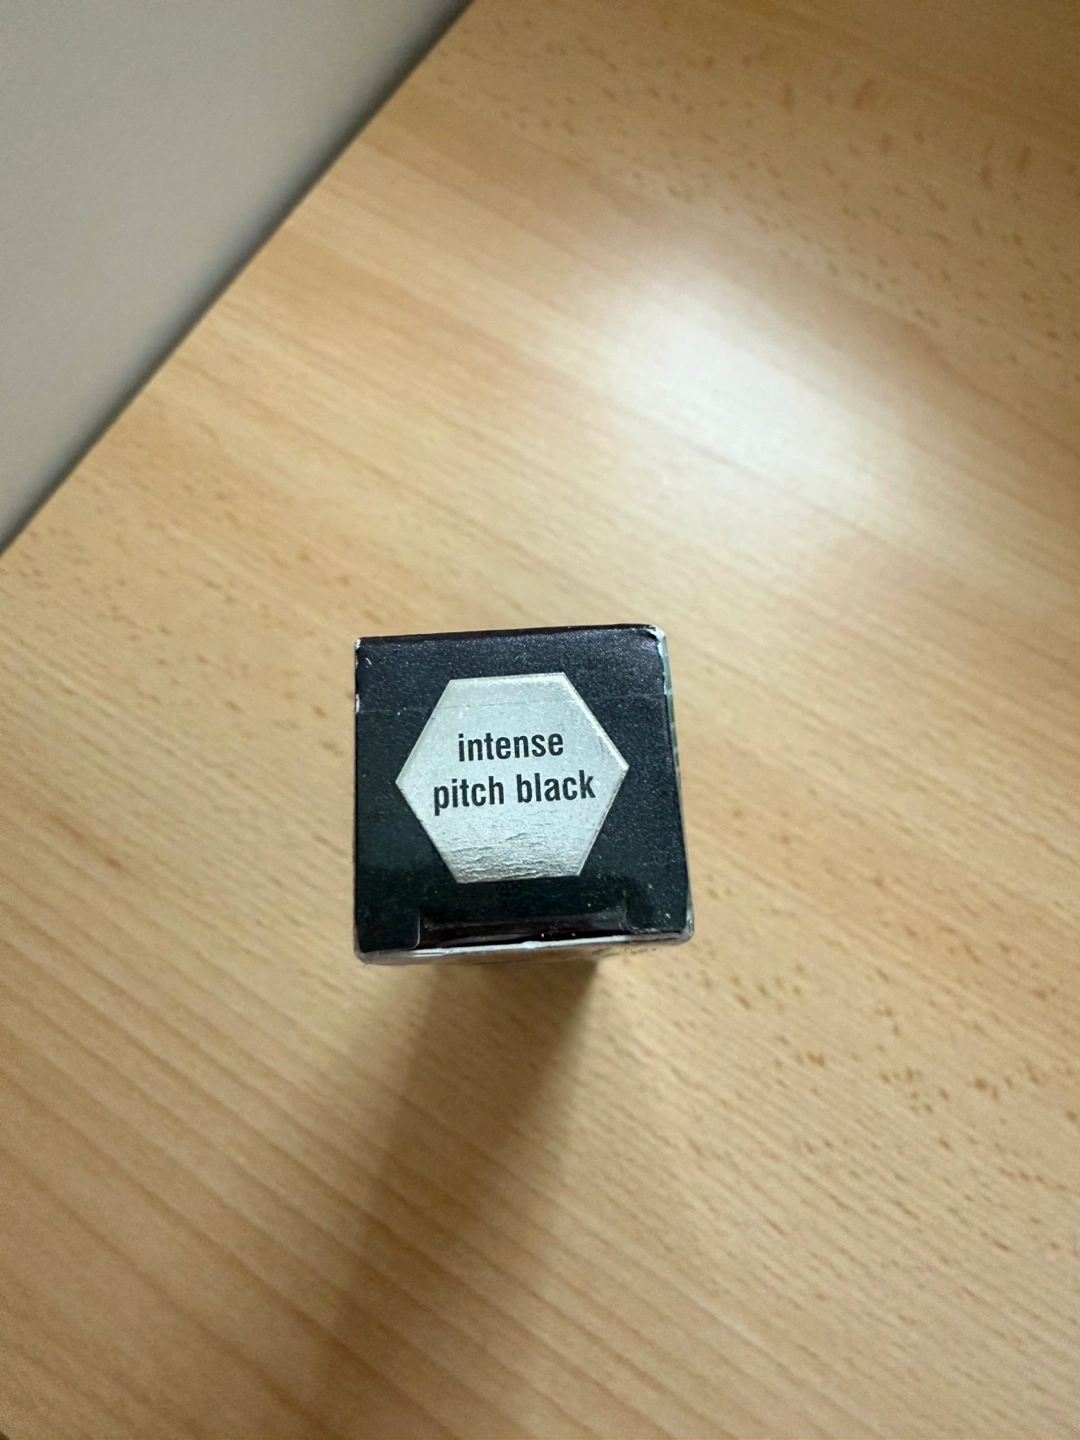 intense
pitch black